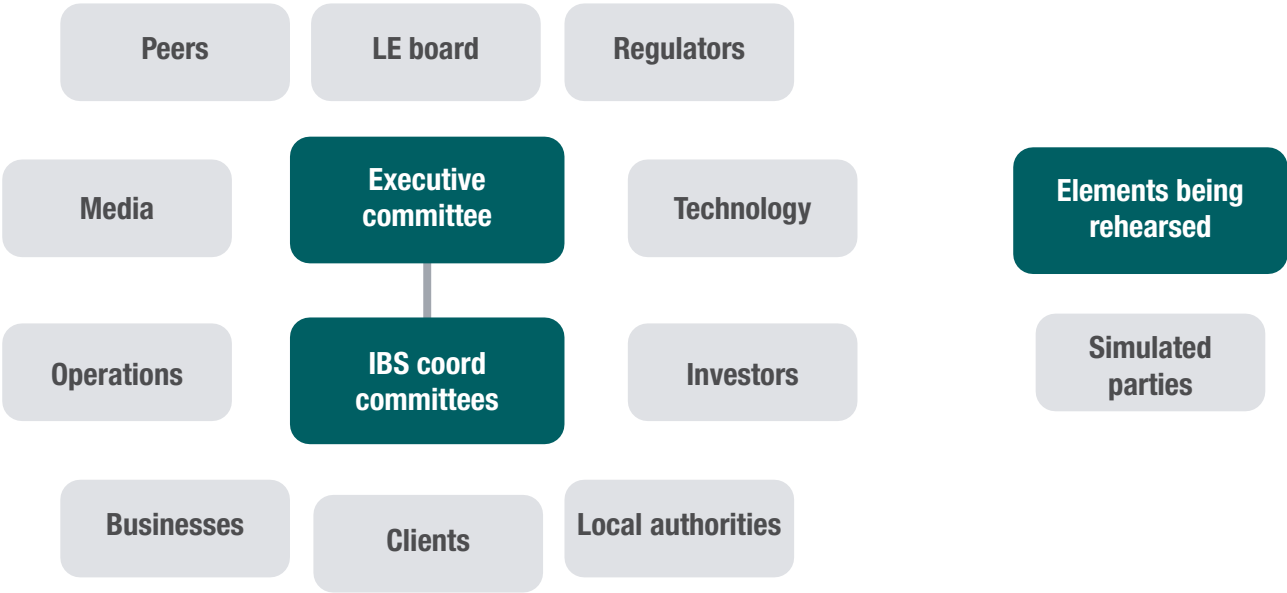 Peers
LE board
Regulators
Media
Executive
committee
Technology
Elements being
rehearsed
Operations
IBS coord
committees
Investors
Simulated
parties
Businesses
Clients
Local authorities